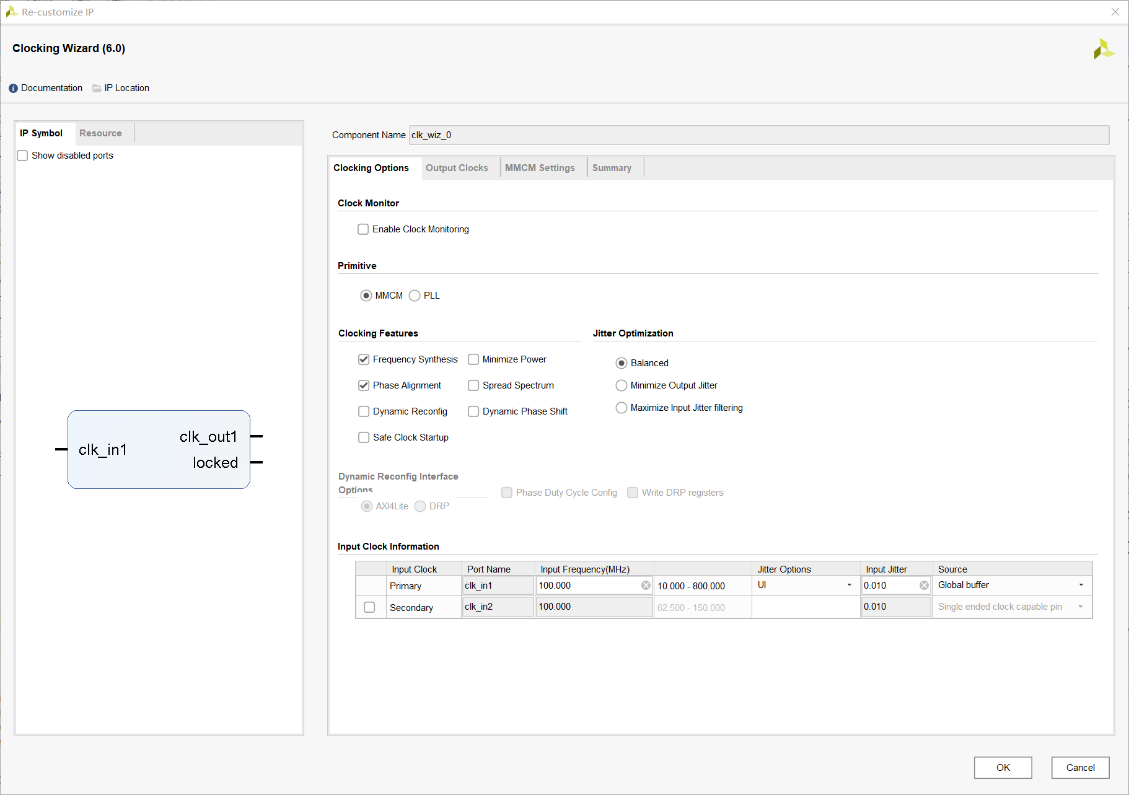 Re-customize IP
Clocking Wizard (6.0)
Documentation IP Location
IP Symbol Resource
Show disabled ports
clk_in1
clk_out1
locked
Component Name clk_wiz_0
Clocking Options Output Clocks MMCM Settings Summary
Clock Monitor
Enable Clock Monitoring
Primitive
MMCM PLL
Clocking Features
Frequency Synthesis Minimize Power
Phase Alignment Spread Spectrum
Dynamic Reconfig Dynamic Phase Shift
Safe Clock Startup
Jitter Optimization
Balanced
Minimize Output Jitter
Maximize Input Jitter filtering
Dynamic Reconfig Interface
Options
Phase Duty Cycle Config Write DRP registers
AXI4Lite DRP
Input Clock Information
Input Clock Port Name Input Frequency(MHz) Jitter Options Input Jitter Source
Primary clk_in1 100.000 10.000 - 800.000 UI 0.010 Global buffer
Secondary clk_in2 100.000 62.500 - 150.000 0.010 Single ended clock capable pin
OK Cancel